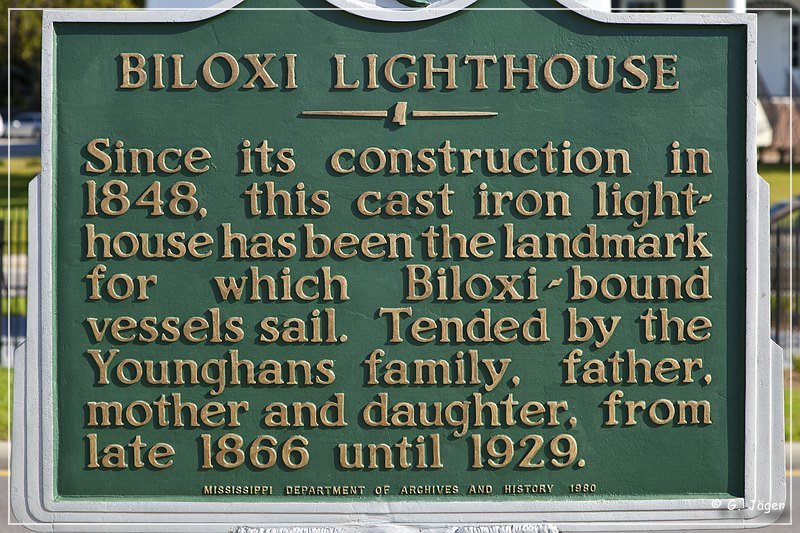 BILOXI LIGHTHOUSE
Since its construction in
1848, this cast iron light-
house has been the landmark
for which Biloxi-bound
vessels sail. Tended by the
Younghans family, father,
mother and daughter, from
late 1866 until 1929.
MISSISSIPPI DEPARTMENT OF ARCHIVES AND HISTORY 1980
© G. Jäger